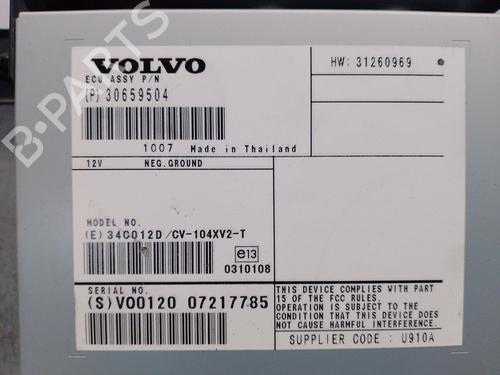 VOLVO
HW: 31260969
ECU ASSY P/N
(P) 30659504
1007 Made in Thailand
12V NEG.GROUND
MODEL NO.
(E) 34C012D/CV-104XV2-T
e13
0310108
SERIAL NO.
(S)V00120 07217785
THIS DEVICE COMPLIES WITH PART
15 OF THE FCC RULES.
OPERATION IS SUBJECT TO THE
CONDITION THAT THIS DEVICE DOES
NOT CAUSE HARMFUL INTERFERENCE.
SUPPLIER CODE : U910A
B-PARTS